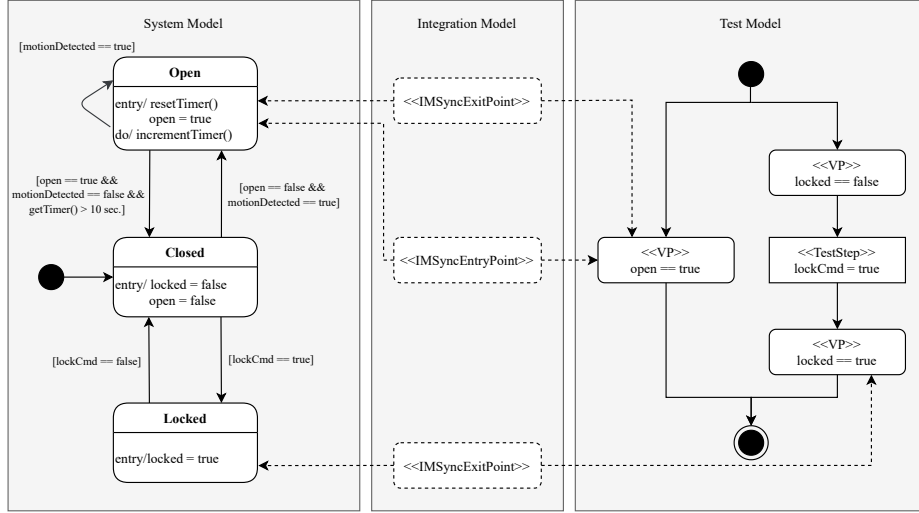 System Model
[motionDetected == true]
Open
entry/ resetTimer()
open = true
do/ incrementTimer()
[open == true &&
motionDetected == false &&
getTimer() > 10 sec.]
[open == false &&
motionDetected == true]
Closed
entry/ locked = false
open = false
[lockCmd == false]
[lockCmd == true]
Locked
entry/locked = true
Integration Model
<<IMSyncExitPoint>>
<<IMSyncEntryPoint>>
<<IMSyncExitPoint>>
Test Model
<<VP>>
locked == false
<<VP>>
open == true
<<TestStep>>
lockCmd = true
<<VP>>
locked == true